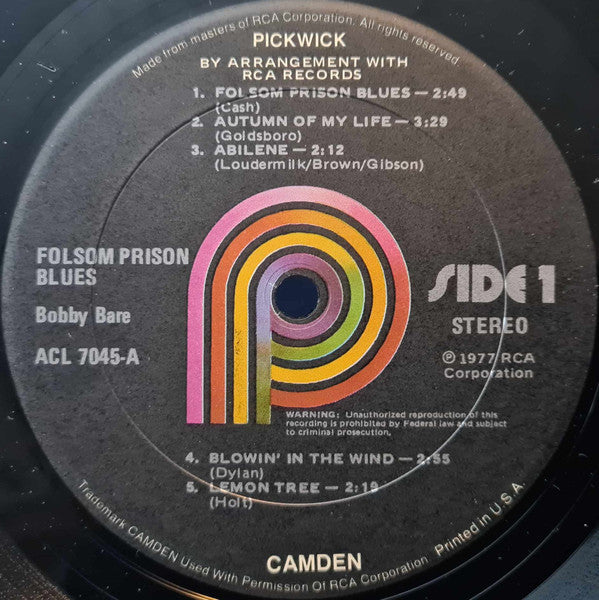 Made from masters of RCA Corporation. All rights reserved.
PICKWICK
BY ARRANGEMENT WITH
RCA RECORDS
1. FOLSOM PRISON BLUES — 2:49
(Cash)
2. AUTUMN OF MY LIFE — 3:29
(Goldsboro)
3. ABILENE — 2:12
(Loudermilk/Brown/Gibson)
FOLSOM PRISON
BLUES
Bobby Bare
ACL 7045-A
SIDE 1
STEREO
℗ 1977 RCA
Corporation
WARNING: Unauthorized reproduction of this
recording is prohibited by Federal law and subject
to criminal prosecution.
4. BLOWIN' IN THE WIND — 2:55
(Dylan)
5. LEMON TREE — 2:19
(Holt)
CAMDEN
Trademark CAMDEN Used With Permission Of RCA Corporation. Printed in U.S.A.